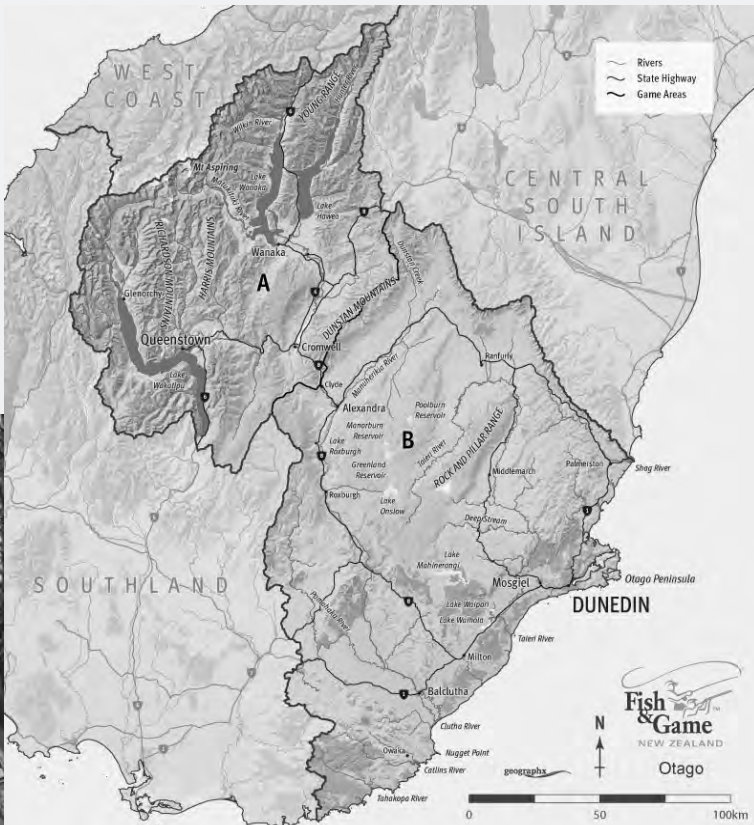 WEST
COAST
Rivers
State Highway
Game Areas
YOUNG RANGE
Hunter River
Wilkin River
Mt Aspiring
Lake
Wanaka
Matukituki River
Lake
Hawea
CENTRAL
SOUTH
ISLAND
RICHARDSON MOUNTAINS
HARRIS MOUNTAINS
Wanaka
A
DUNSTAN MOUNTAINS
Dunstan Creek
Glenorchy
Queenstown
Cromwell
Lake
Wakatipu
Clyde
Manuherikia River
Ranfurly
Alexandra
Poolburn
Reservoir
Manorburn
Reservoir
B
Lake
Roxburgh
Greenland
Reservoir
Taieri River
ROCK AND PILLAR RANGE
Middlemarch
Palmerston
Shag River
Roxburgh
Lake
Onslow
Deep Stream
Lake
Mahinerangi
SOUTHLAND
Mosgiel
Otago Peninsula
DUNEDIN
Pomahaka River
Lake Waipori
Lake Waihola
Taieri River
Milton
Balclutha
Clutha River
Owaka
Nugget Point
Catlins River
Tahakopa River
Fish
&Game
TM
NEW ZEALAND
Otago
N
geographx
0
50
100km